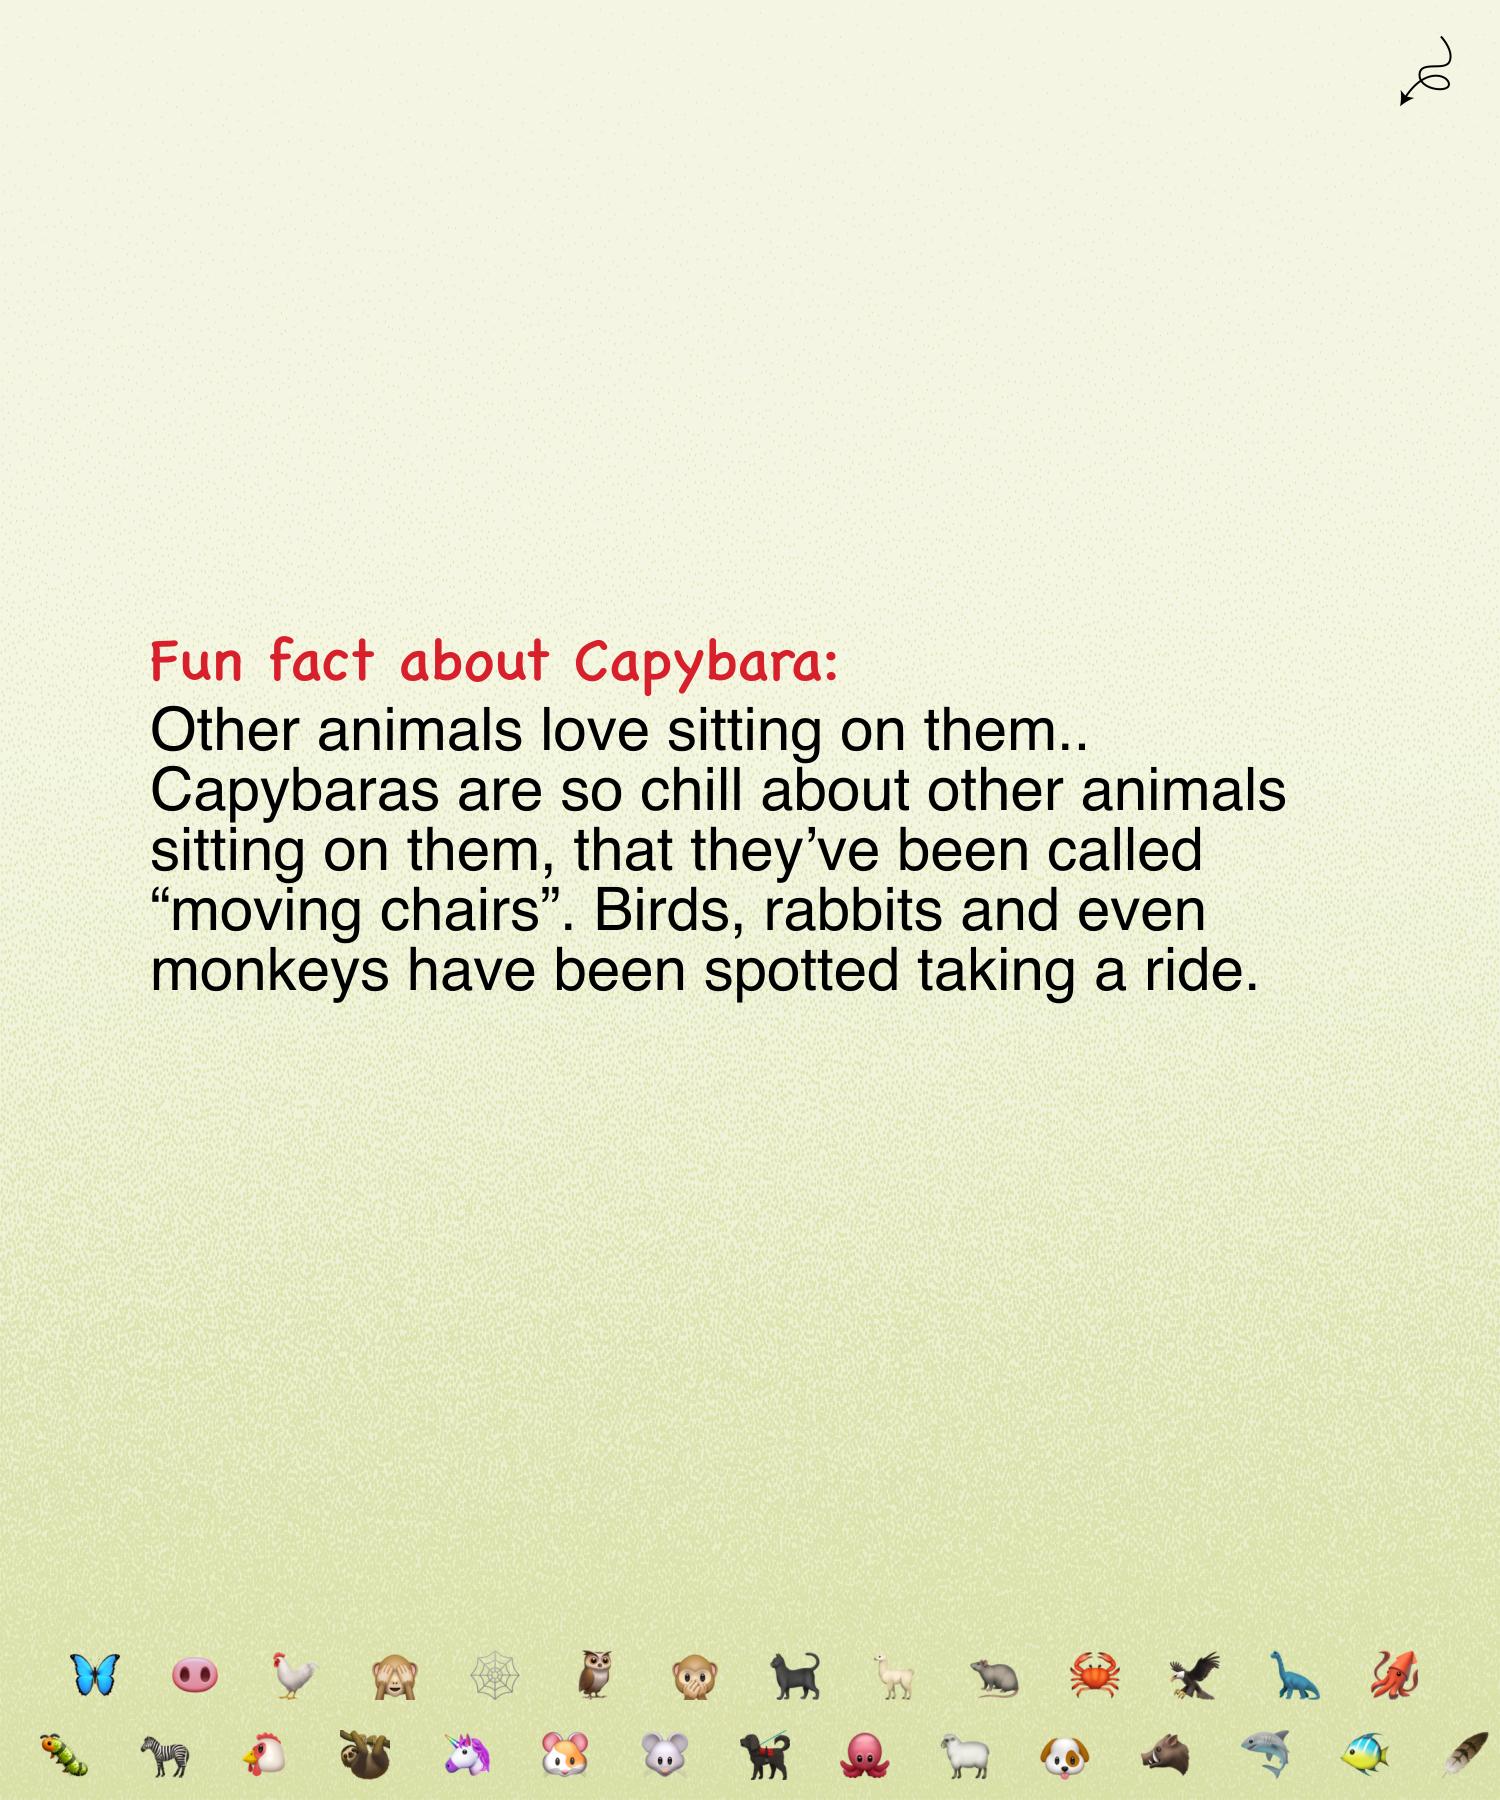 Fun fact about Capybara:
Other animals love sitting on them..
Capybaras are so chill about other animals
sitting on them, that they’ve been called
“moving chairs”. Birds, rabbits and even
monkeys have been spotted taking a ride.